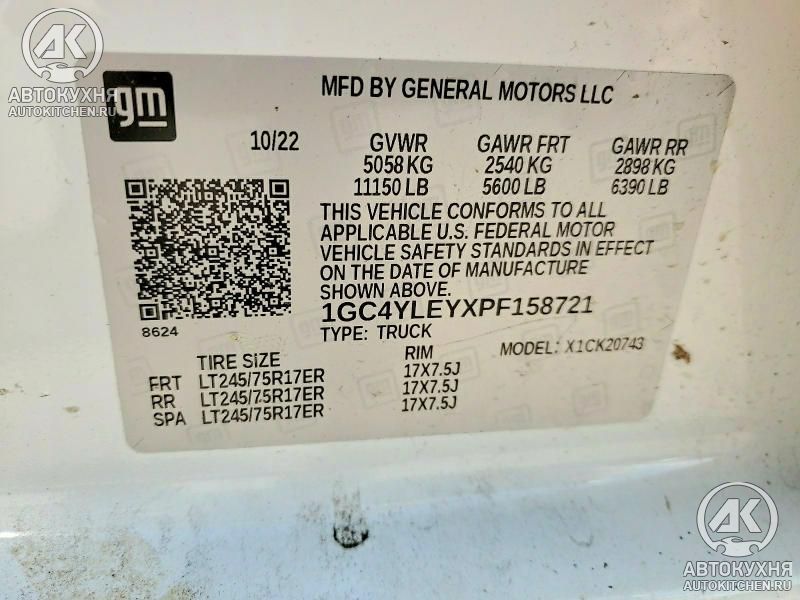 АК
АВТОКУХНЯ
AUTOKITCHEN.RU
gm
MFD BY GENERAL MOTORS LLC
10/22 GVWR GAWR FRT GAWR RR
5058 KG 2540 KG 2898 KG
11150 LB 5600 LB 6390 LB
THIS VEHICLE CONFORMS TO ALL
APPLICABLE U.S. FEDERAL MOTOR
VEHICLE SAFETY STANDARDS IN EFFECT
ON THE DATE OF MANUFACTURE
SHOWN ABOVE.
8624
1GC4YLEYXPF158721
TYPE: TRUCK MODEL: X1CK20743
TIRE SIZE RIM
FRT LT245/75R17ER 17X7.5J
RR LT245/75R17ER 17X7.5J
SPA LT245/75R17ER 17X7.5J
АК
АВТОКУХНЯ
AUTOKITCHEN.RU